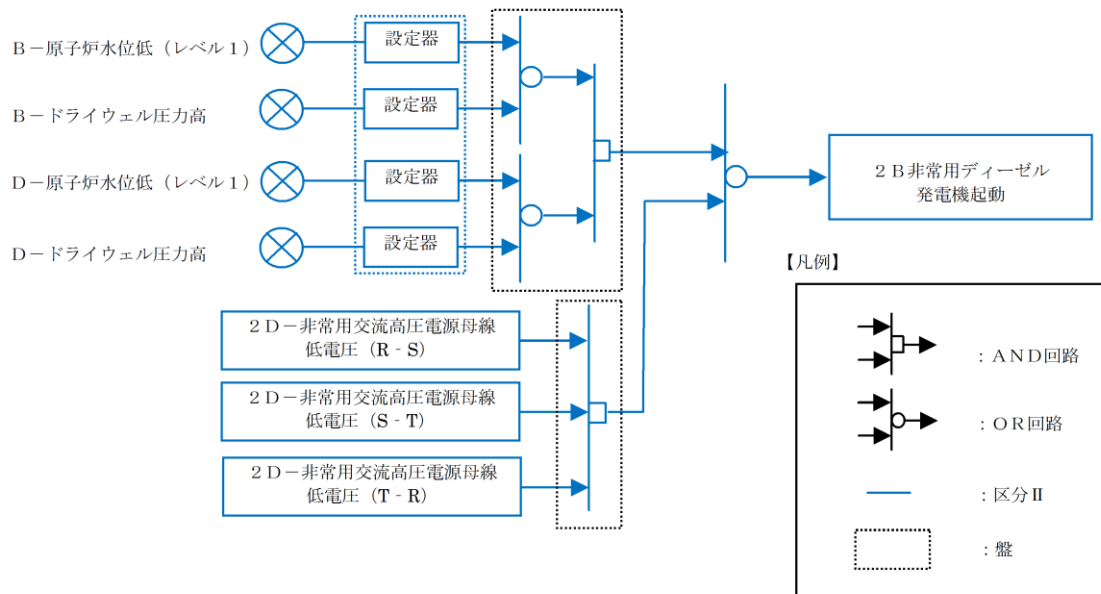 B－原子炉水位低（レベル１）
設定器
B－ドライウェル圧力高
設定器
D－原子炉水位低（レベル１）
設定器
D－ドライウェル圧力高
設定器
２B非常用ディーゼル
発電機起動
２D－非常用交流高圧電源母線
低電圧（R‐S）
２D－非常用交流高圧電源母線
低電圧（S‐T）
２D－非常用交流高圧電源母線
低電圧（T‐R）
【凡例】
：AND回路
：OR回路
：区分Ⅱ
：盤